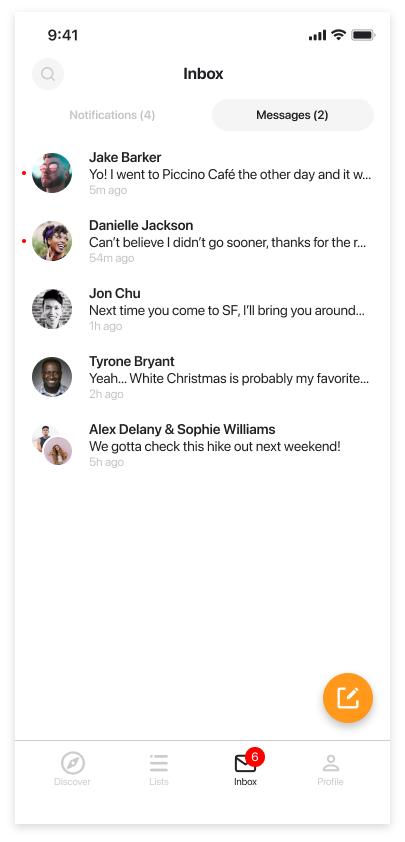 9:41
Inbox
Notifications (4)
Messages (2)
Jake Barker
Yo! I went to Piccino Café the other day and it w...
5m ago
Danielle Jackson
Can’t believe I didn’t go sooner, thanks for the r...
54m ago
Jon Chu
Next time you come to SF, I’ll bring you around...
1h ago
Tyrone Bryant
Yeah... White Christmas is probably my favorite...
2h ago
Alex Delany & Sophie Williams
We gotta check this hike out next weekend!
5h ago
6
Discover
Lists
Inbox
Profile